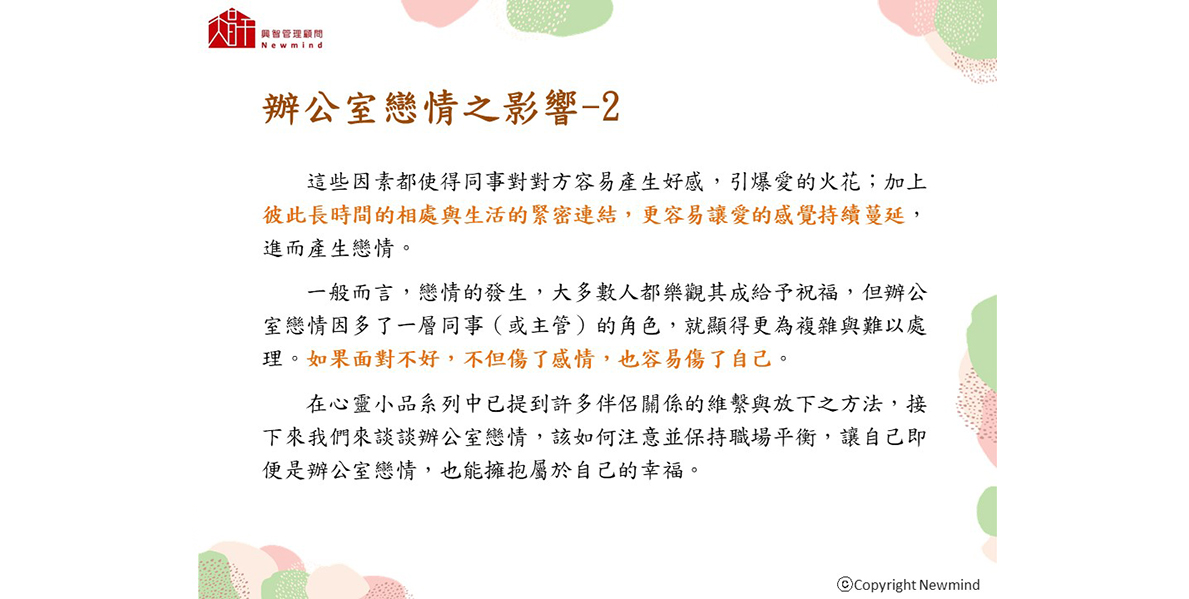 興智管理顧問
Newmind
辦公室戀情之影響-2
這些因素都使得同事對對方容易產生好感，引爆愛的火花；加上
彼此長時間的相處與生活的緊密連結，更容易讓愛的感覺持續蔓延，
進而產生戀情。
一般而言，戀情的發生，大多數人都樂觀其成給予祝福，但辦公
室戀情因多了一層同事（或主管）的角色，就顯得更為複雜與難以處
理。如果面對不好，不但傷了感情，也容易傷了自己。
在心靈小品系列中已提到許多伴侶關係的維繫與放下之方法，接
下來我們來談談辦公室戀情，該如何注意並保持職場平衡，讓自己即
便是辦公室戀情，也能擁抱屬於自己的幸福。
©Copyright Newmind